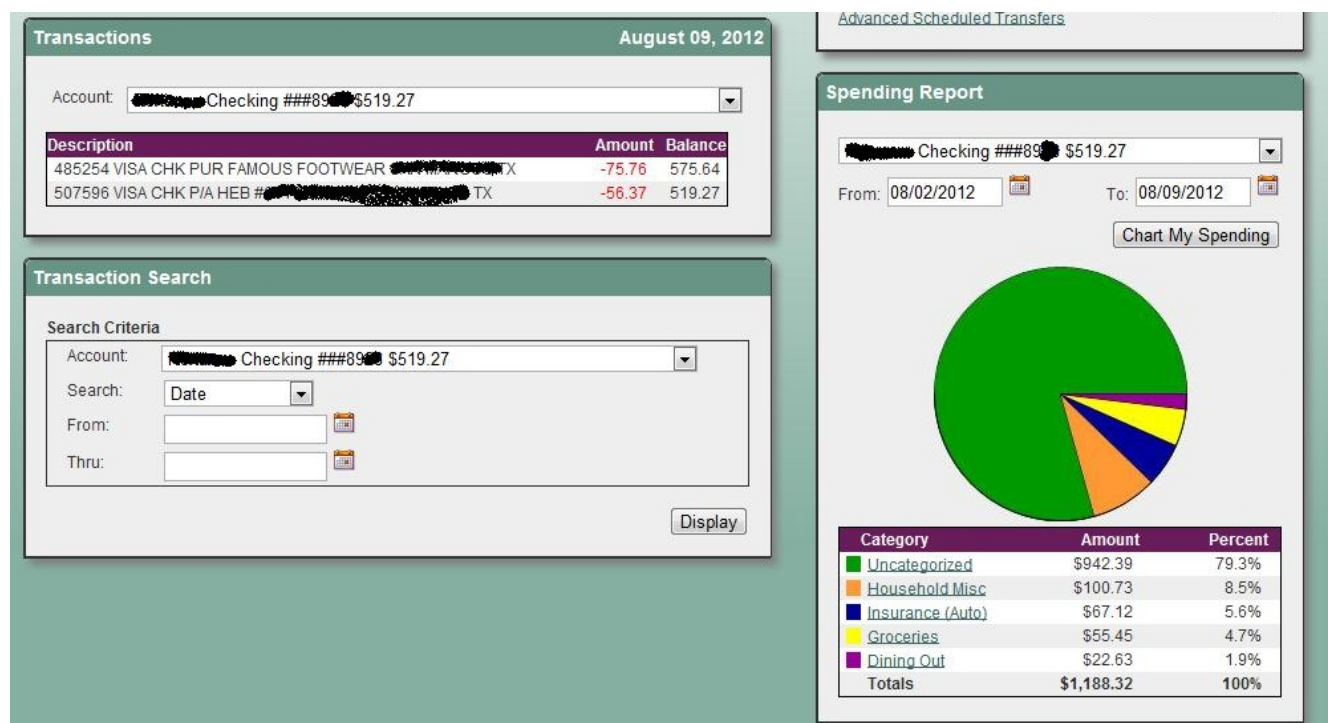 Transactions August 09, 2012
Account: Checking ###89 $519.27
Description Amount Balance
485254 VISA CHK PUR FAMOUS FOOTWEAR TX -75.76 575.64
507596 VISA CHK P/A HEB # TX -56.37 519.27
Transaction Search
Search Criteria
Account: Checking ###89 $519.27
Search: Date
From:
Thru:
Display
Advanced Scheduled Transfers
Spending Report
Checking ###89 $519.27
From: 08/02/2012 To: 08/09/2012
Chart My Spending
Category Amount Percent
Uncategorized $942.39 79.3%
Household Misc $100.73 8.5%
Insurance (Auto) $67.12 5.6%
Groceries $55.45 4.7%
Dining Out $22.63 1.9%
Totals $1,188.32 100%